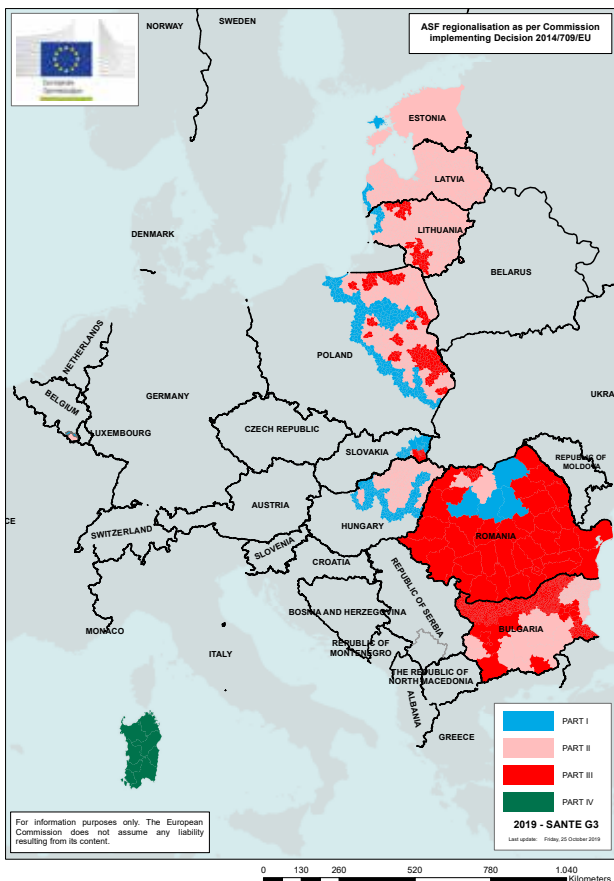 ASF regionalisation as per Commission
implementing Decision 2014/709/EU
European
Commission
NORWAY
SWEDEN
ESTONIA
LATVIA
LITHUANIA
DENMARK
BELARUS
NETHERLANDS
POLAND
BELGIUM
GERMANY
UKRA
LUXEMBOURG
CZECH REPUBLIC
SLOVAKIA
REPUBLIC OF
MOLDOVA
AUSTRIA
CE
SWITZERLAND
HUNGARY
ROMANIA
SLOVENIA
CROATIA
BOSNIA AND HERZEGOVINA
REPUBLIC OF SERBIA
BULGARIA
MONACO
ITALY
REPUBLIC OF
MONTENEGRO
THE REPUBLIC OF
NORTH MACEDONIA
ALBANIA
GREECE
PART I
PART II
PART III
PART IV
2019 - SANTE G3
Last update: Friday, 25 October 2019
For information purposes only. The European
Commission does not assume any liability
resulting from its content.
0 130 260 520 780 1.040
Kilometers